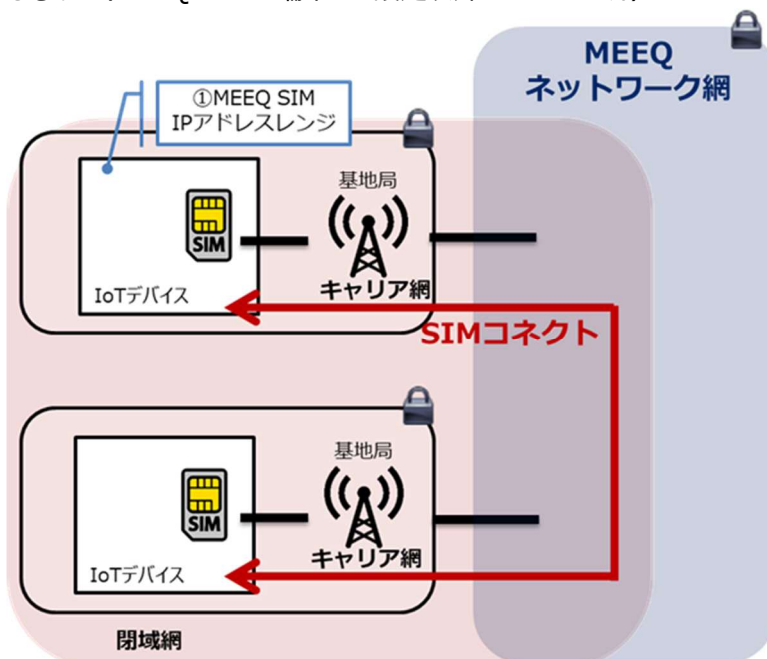 MEEQ
ネットワーク網
①MEEQ SIM
IPアドレスレンジ
基地局
SIM
IoTデバイス
キャリア網
SIMコネクト
基地局
SIM
キャリア網
IoTデバイス
閉域網